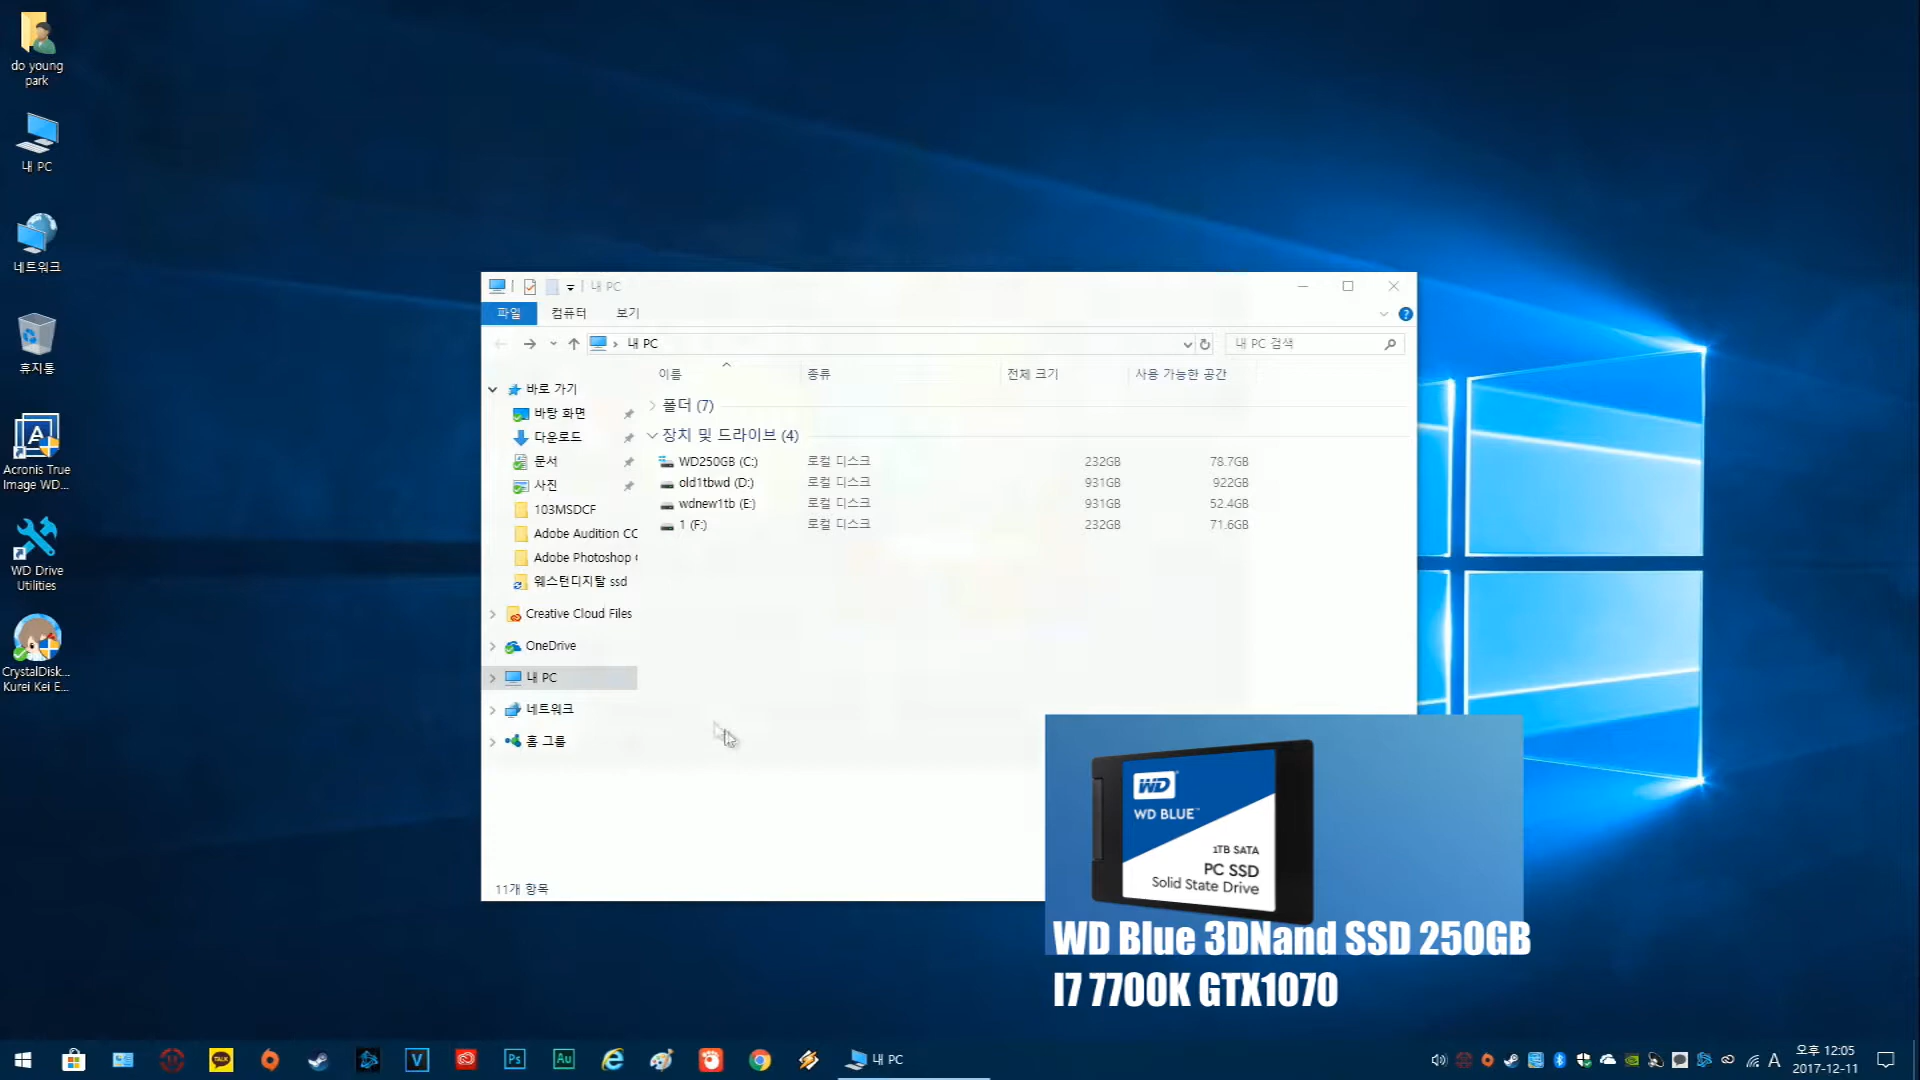 do young
park
내 PC
네트워크
휴지통
Acronis True
Image WD...
WD Drive
Utilities
CrystalDisk...
Kurei Kei E...
내 PC
파일 컴퓨터 보기
내 PC
내 PC 검색
이름 종류 전체 크기 사용 가능한 공간
바로 가기
바탕 화면
다운로드
문서
사진
103MSDCF
Adobe Audition CC
Adobe Photoshop
웨스턴디지탈 ssd
Creative Cloud Files
OneDrive
내 PC
네트워크
홈 그룹
폴더 (7)
장치 및 드라이브 (4)
WD250GB (C:) 로컬 디스크 232GB 78.7GB
old1tbwd (D:) 로컬 디스크 931GB 922GB
wdnew1tb (E:) 로컬 디스크 931GB 52.4GB
1 (F:) 로컬 디스크 232GB 71.6GB
11개 항목
WD
WD BLUE™
1TB SATA
PC SSD
Solid State Drive
WD Blue 3DNand SSD 250GB
I7 7700K GTX1070
TALK
V
Ps
Au
내 PC
A
오후 12:05
2017-12-11